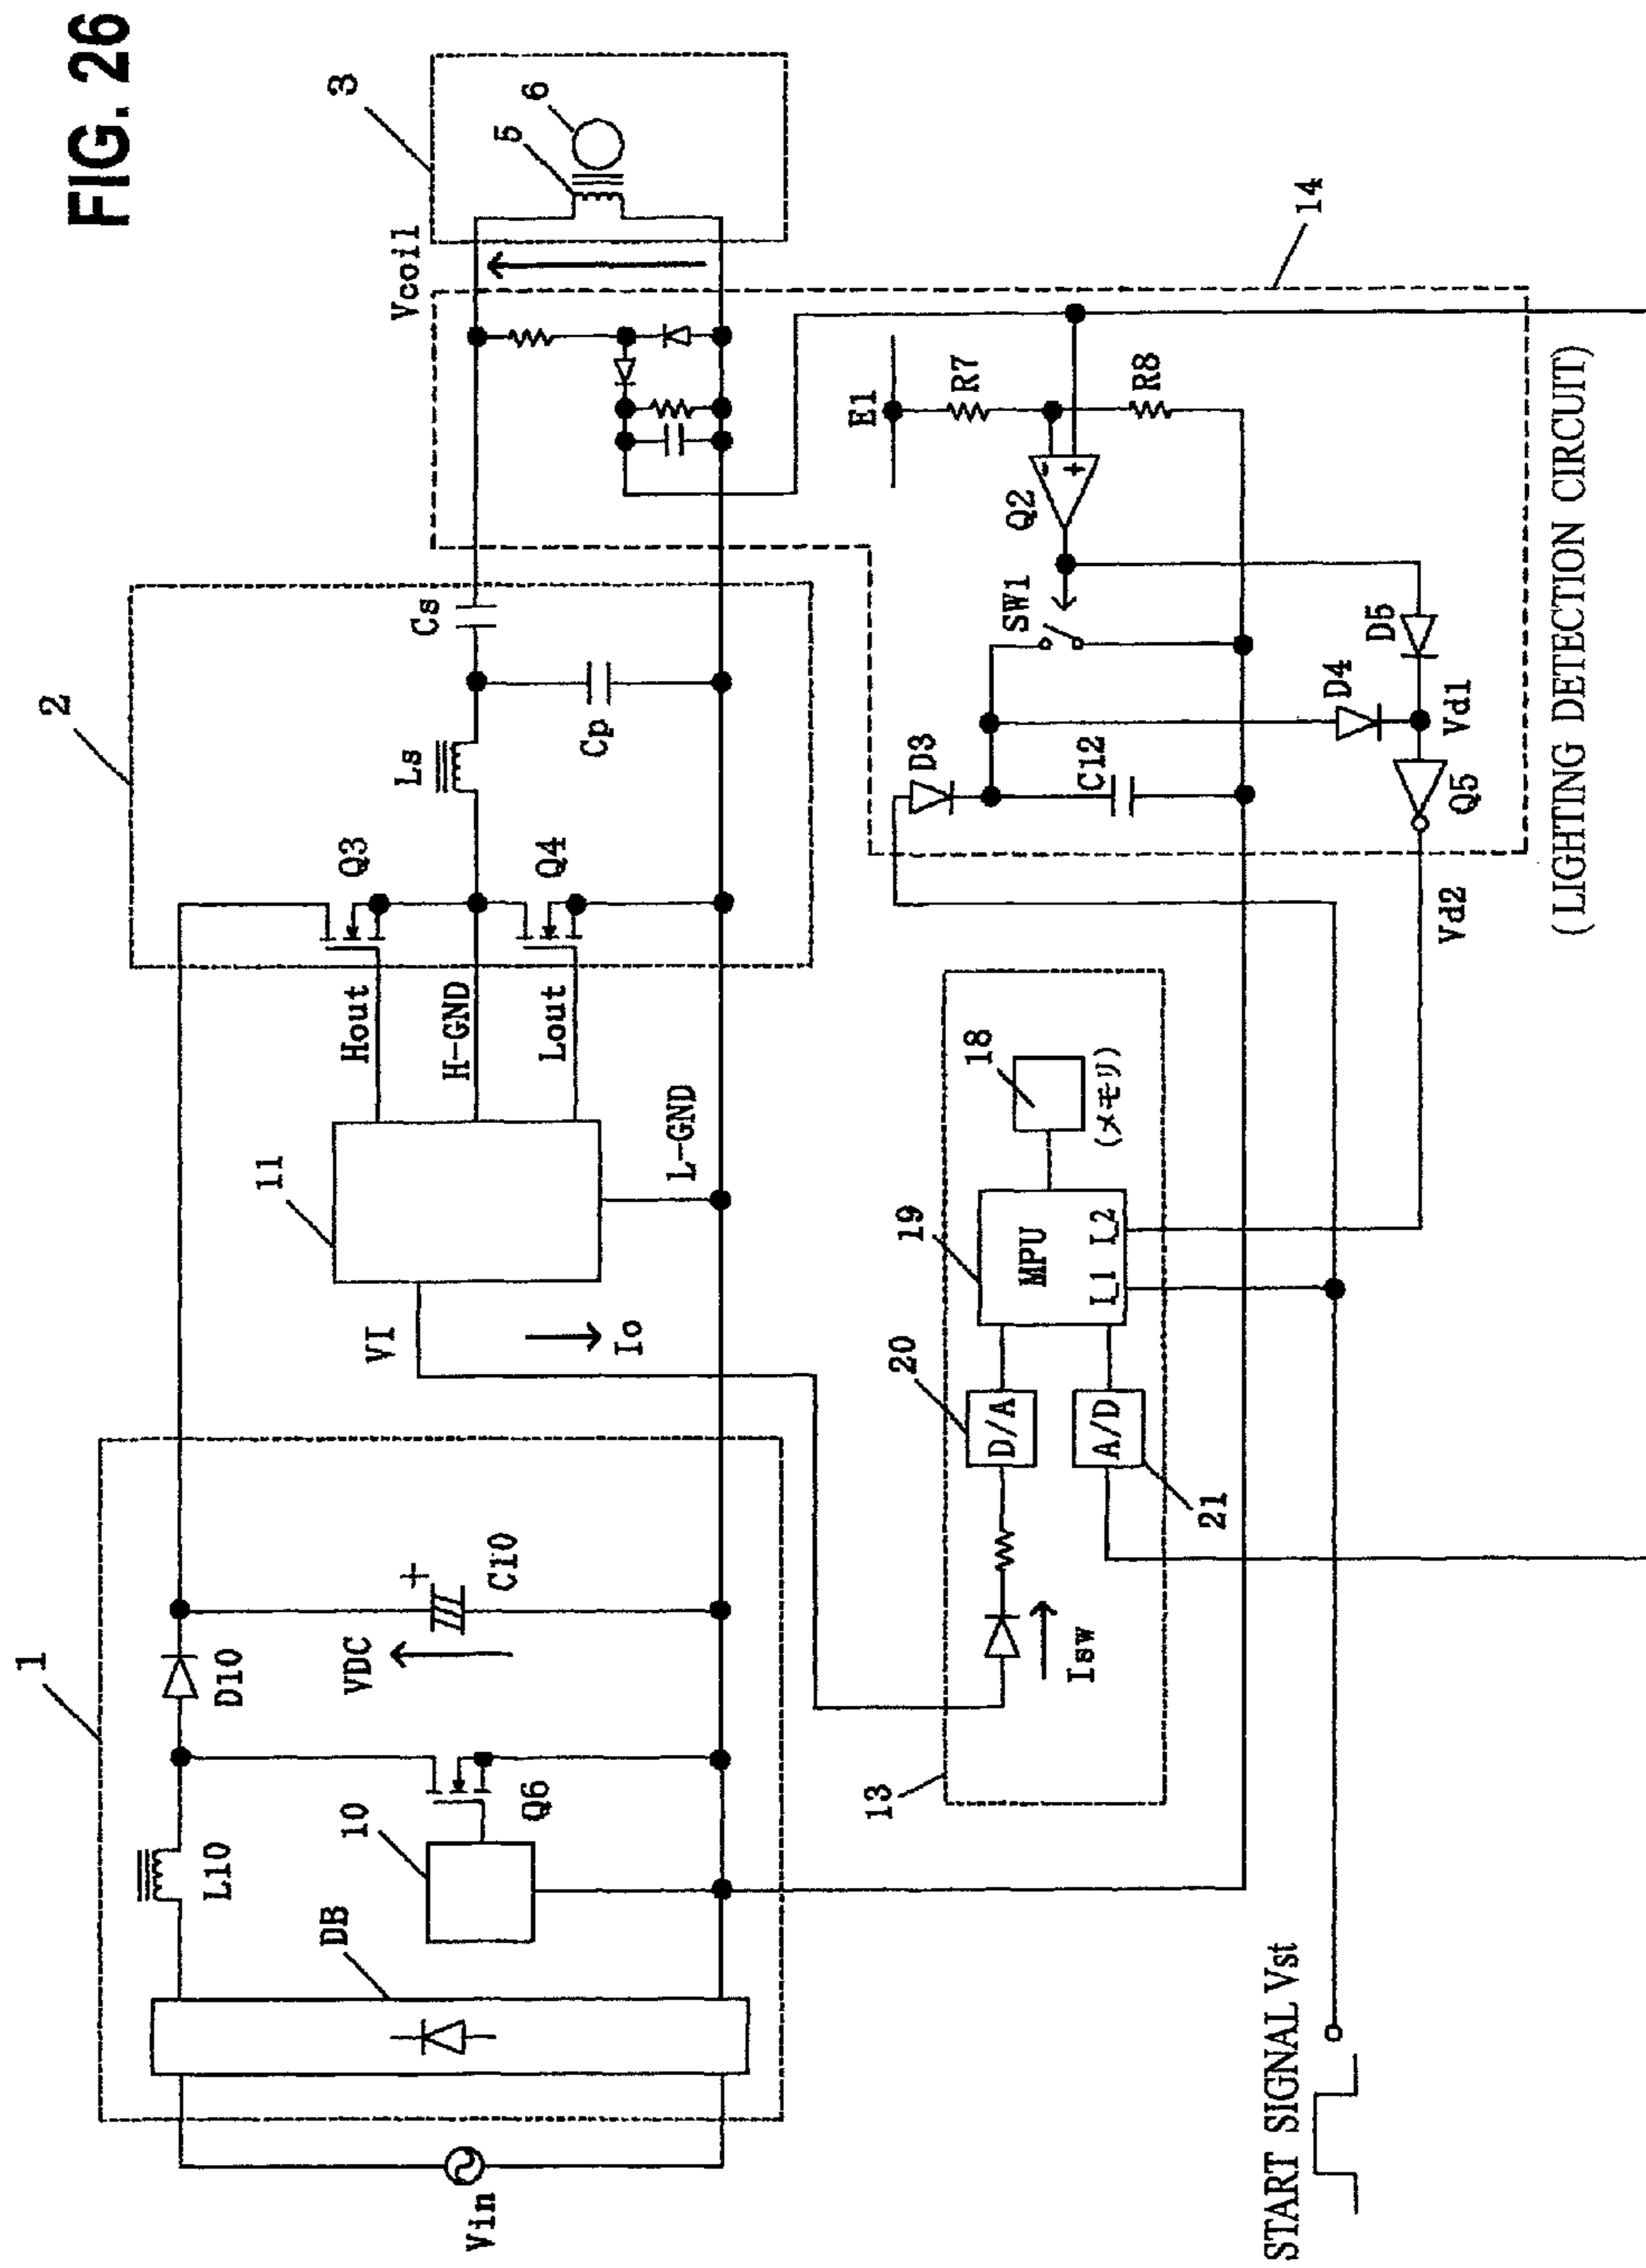 FIG. 26
1
2
3
Vin
DB
L10
10
Q6
D10
VDC
+
C10
VI
Io
11
Hout
H-GND
Lout
L-GND
Q3
Q4
Ls
Cp
Cs
Vcoil
5
6
13
Isw
20
D/A
A/D
21
19
MPU
I_1 I_2
18
(メモリ)
E1
R7
R8
-
+
Q2
SW1
D3
C12
D4
D5
Vd1
Q5
Vd2
14
(LIGHTING DETECTION CIRCUIT)
START SIGNAL Vst